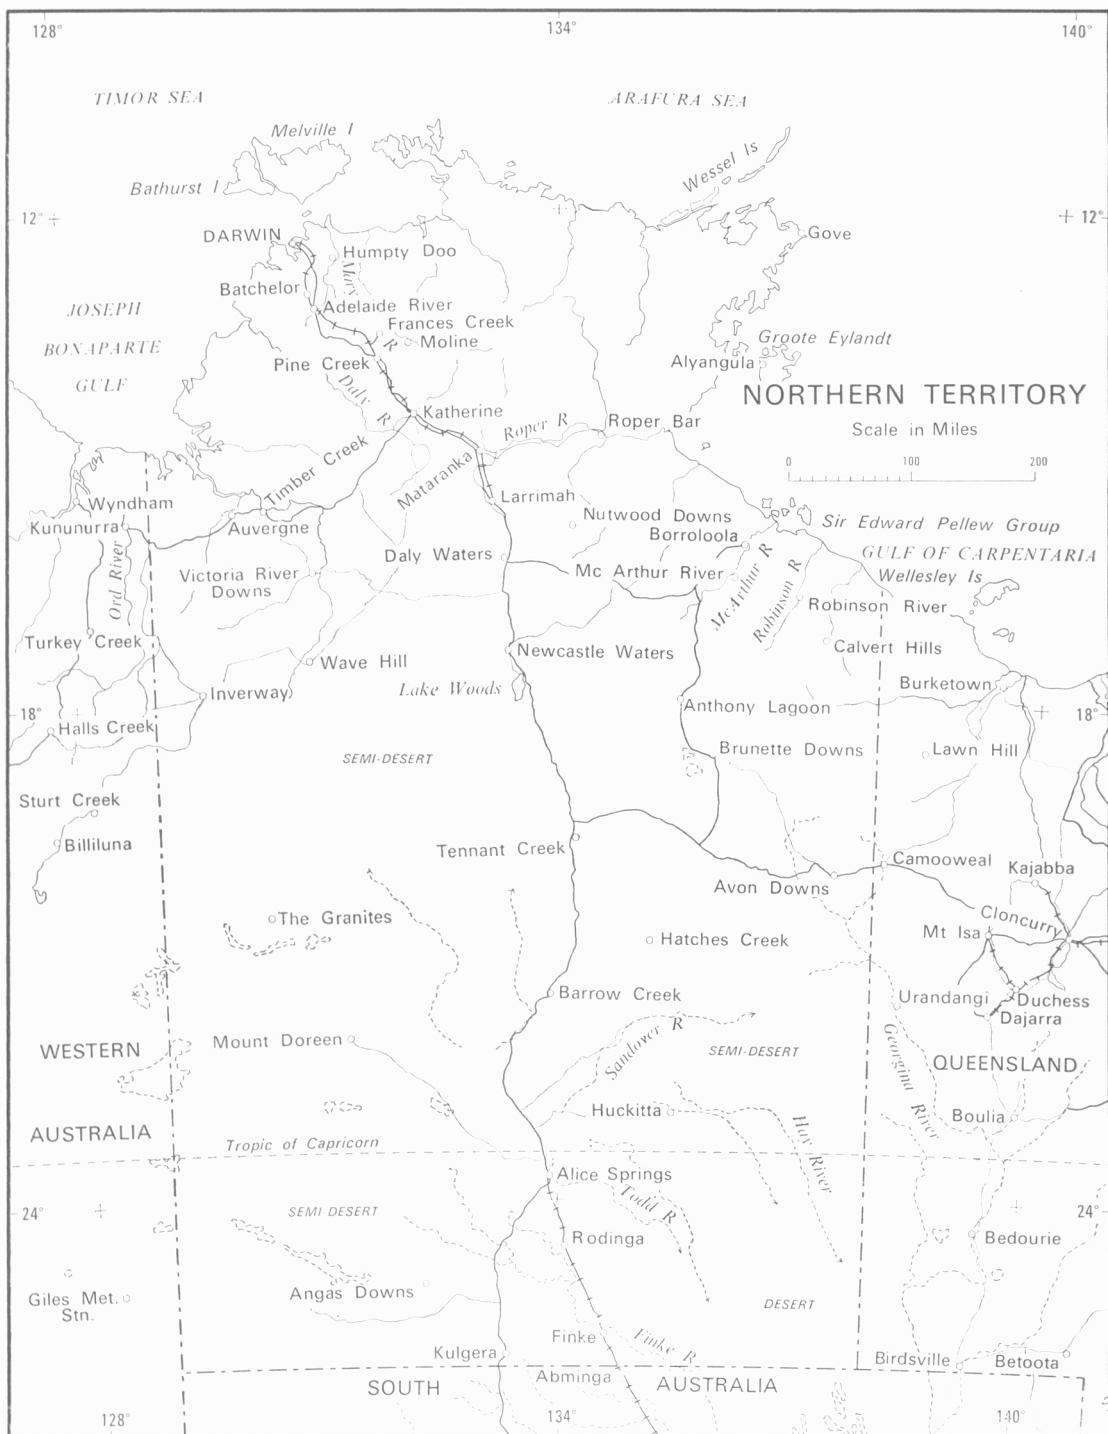 128°
134°
140°
TIMOR SEA
ARAFURA SEA
Melville I
Wessel Is
Bathurst I
12°
12°
DARWIN
Gove
Humpty Doo
Mary
Batchelor
JOSEPH
BONAPARTE
GULF
Adelaide River
Frances Creek
R
Moline
Groote Eylandt
Pine Creek
Alyangula
NORTHERN TERRITORY
Daly R
Katherine
Roper R
Roper Bar
Scale in Miles
0 100 200
Timber Creek
Mataranka
Wyndham
Larrimah
Kununurra
Auvergne
Nutwood Downs
Sir Edward Pellew Group
Borroloola
GULF OF CARPENTARIA
Daly Waters
Ord River
Victoria River
Downs
Mc Arthur River
McArthur R
Robinson R
Wellesley Is
Robinson River
Turkey Creek
Newcastle Waters
Calvert Hills
Wave Hill
Inverway
Lake Woods
Burketown
Anthony Lagoon
18°
18°
Halls Creek
SEMI-DESERT
Brunette Downs
Lawn Hill
Sturt Creek
Billiluna
Tennant Creek
Camooweal
Kajabba
Avon Downs
The Granites
Cloncurry
Hatches Creek
Mt Isa
Barrow Creek
Urandangi
Duchess
Dajarra
Sandover R
Mount Doreen
WESTERN
SEMI-DESERT
Georgina River
QUEENSLAND
Huckitta
Hay River
Boulia
AUSTRALIA
Tropic of Capricorn
Alice Springs
Todd R
24°
24°
SEMI-DESERT
Rodinga
Bedourie
Giles Met.
Stn.
Angas Downs
DESERT
Finke
Finke R
Kulgera
Birdsville
Betoota
Abminga
SOUTH
AUSTRALIA
128°
134°
140°